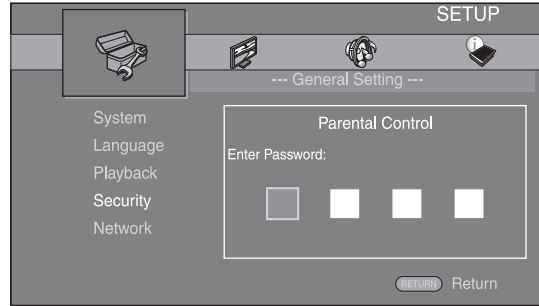 SETUP
--- General Setting ---
System
Language
Playback
Security
Network
Parental Control
Enter Password:
RETURN Return